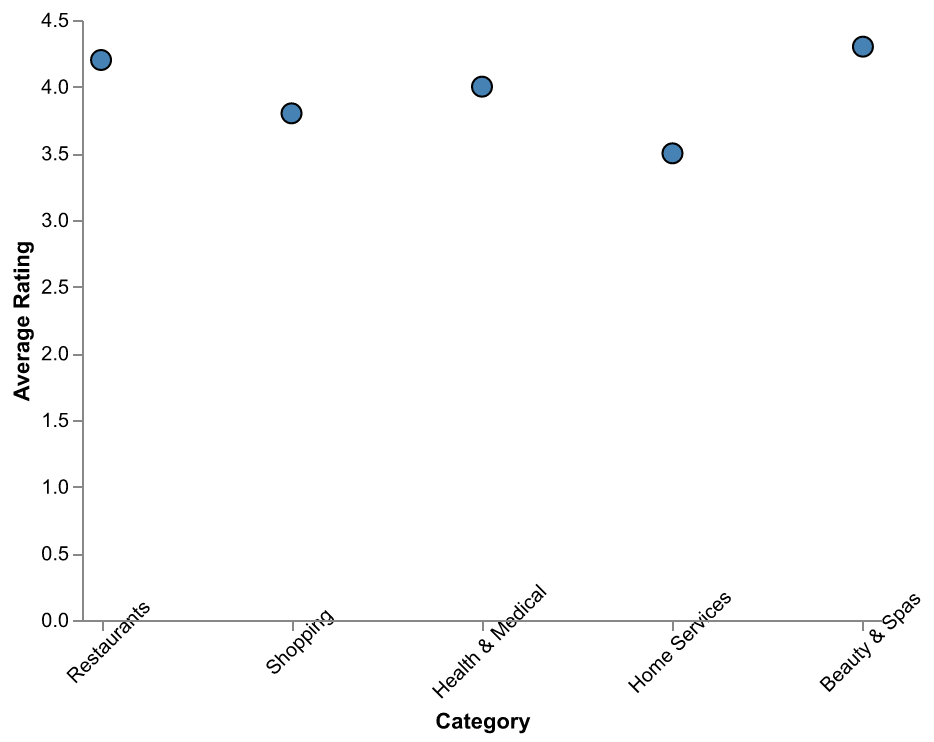 4.5
4.0
3.5
3.0
2.5
2.0
1.5
1.0
0.5
0.0
Average Rating
Restaurants
Shopping
Health & Medical
Home Services
Beauty & Spas
Category